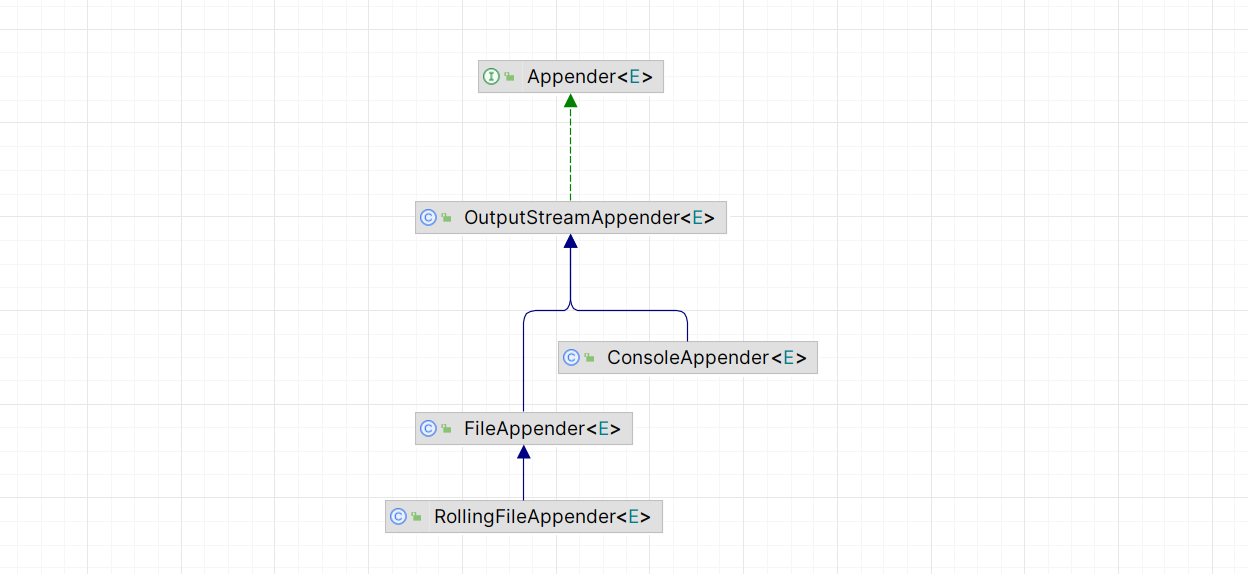 Appender<E>
OutputStreamAppender<E>
ConsoleAppender<E>
FileAppender<E>
RollingFileAppender<E>